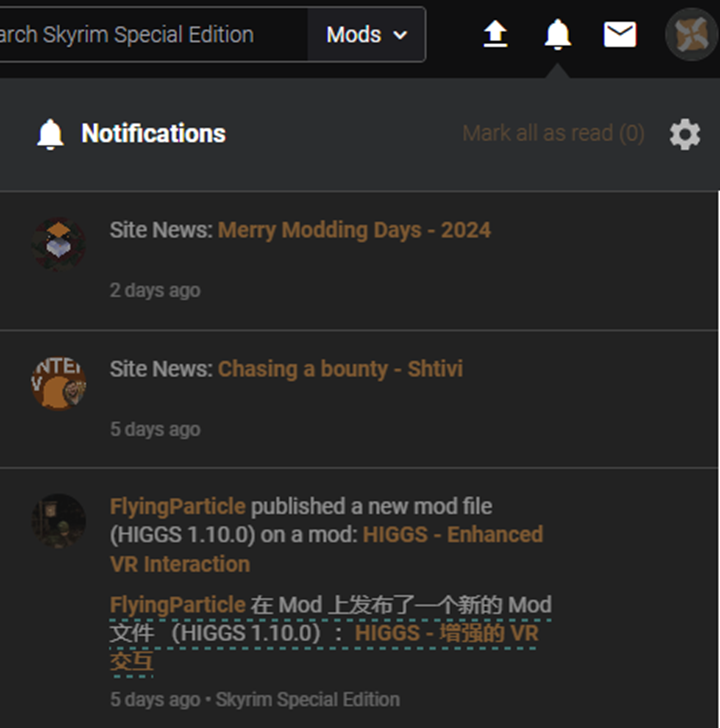 arch Skyrim Special Edition Mods
Notifications Mark all as read (0)
Site News: Merry Modding Days - 2024
2 days ago
NTE
V
Site News: Chasing a bounty - Shtivi
5 days ago
FlyingParticle published a new mod file
(HIGGS 1.10.0) on a mod: HIGGS - Enhanced
VR Interaction
FlyingParticle 在 Mod 上发布了一个新的 Mod
文件 （HIGGS 1.10.0）： HIGGS - 增强的 VR
交互
5 days ago • Skyrim Special Edition